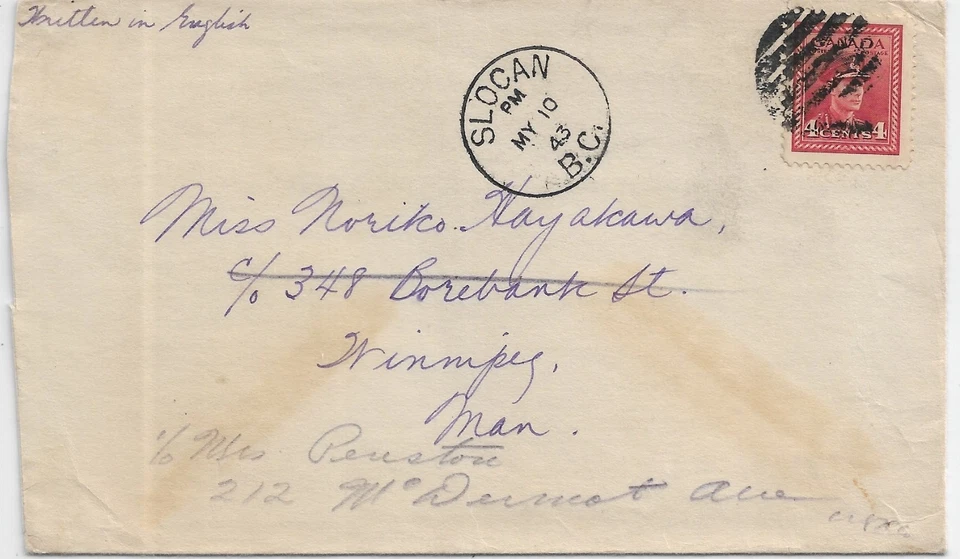 Written in English
SLOCAN
PM
MY 10
43
B.C.
CANADA
4 CENTS 4
Miss Noriko Hayakawa,
c/o 348 Borebank St.
Winnipeg,
Man.
c/o Mrs Penston
212 McDermot Ave